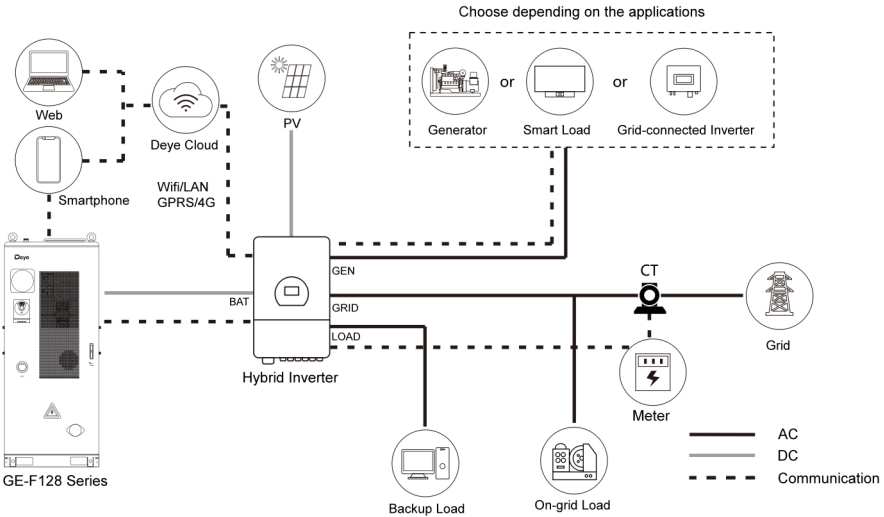 Choose depending on the applications
Generator
or
Smart Load
or
Grid-connected Inverter
Web
Smartphone
Deye Cloud
Wifi/LAN
GPRS/4G
PV
Deye
BAT
GEN
GRID
LOAD
Hybrid Inverter
CT
Grid
Meter
Backup Load
On-grid Load
GE-F128 Series
AC
DC
Communication